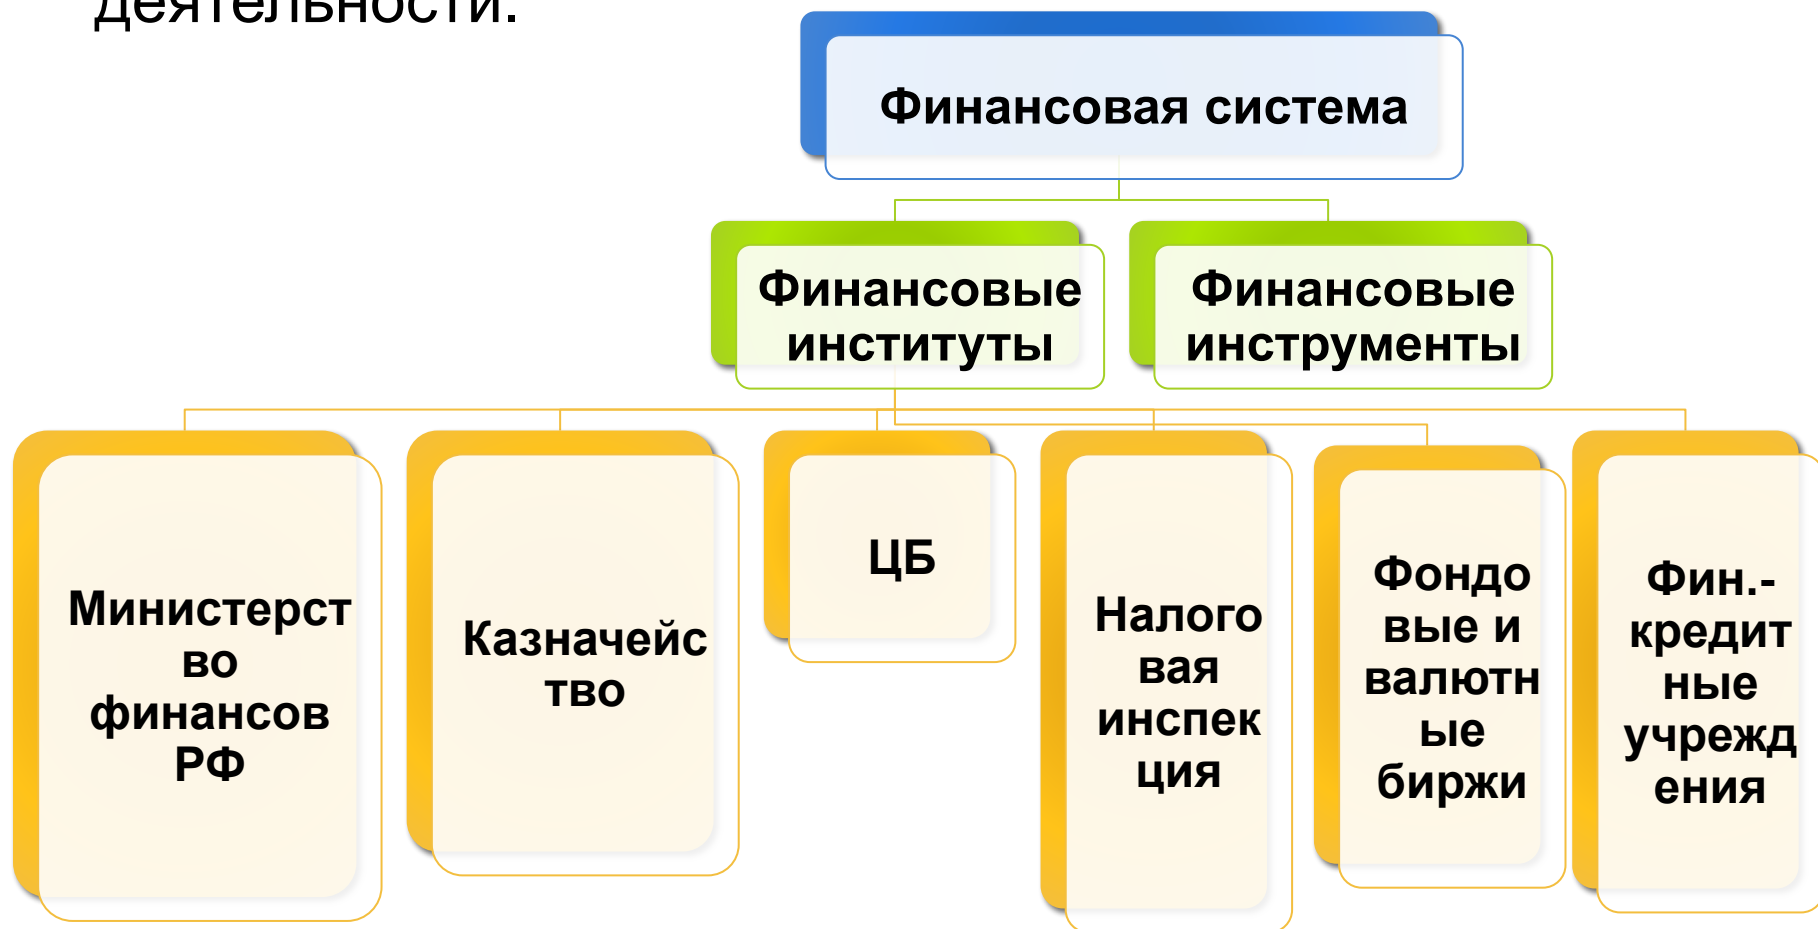 деятельности.
Финансовая система
Финансовые
институты
Финансовые
инструменты
Министерст
во
финансов
РФ
Казначейс
тво
ЦБ
Налого
вая
инспек
ция
Фондо
вые и
валютн
ые
биржи
Фин.-
кредит
ные
учрежд
ения